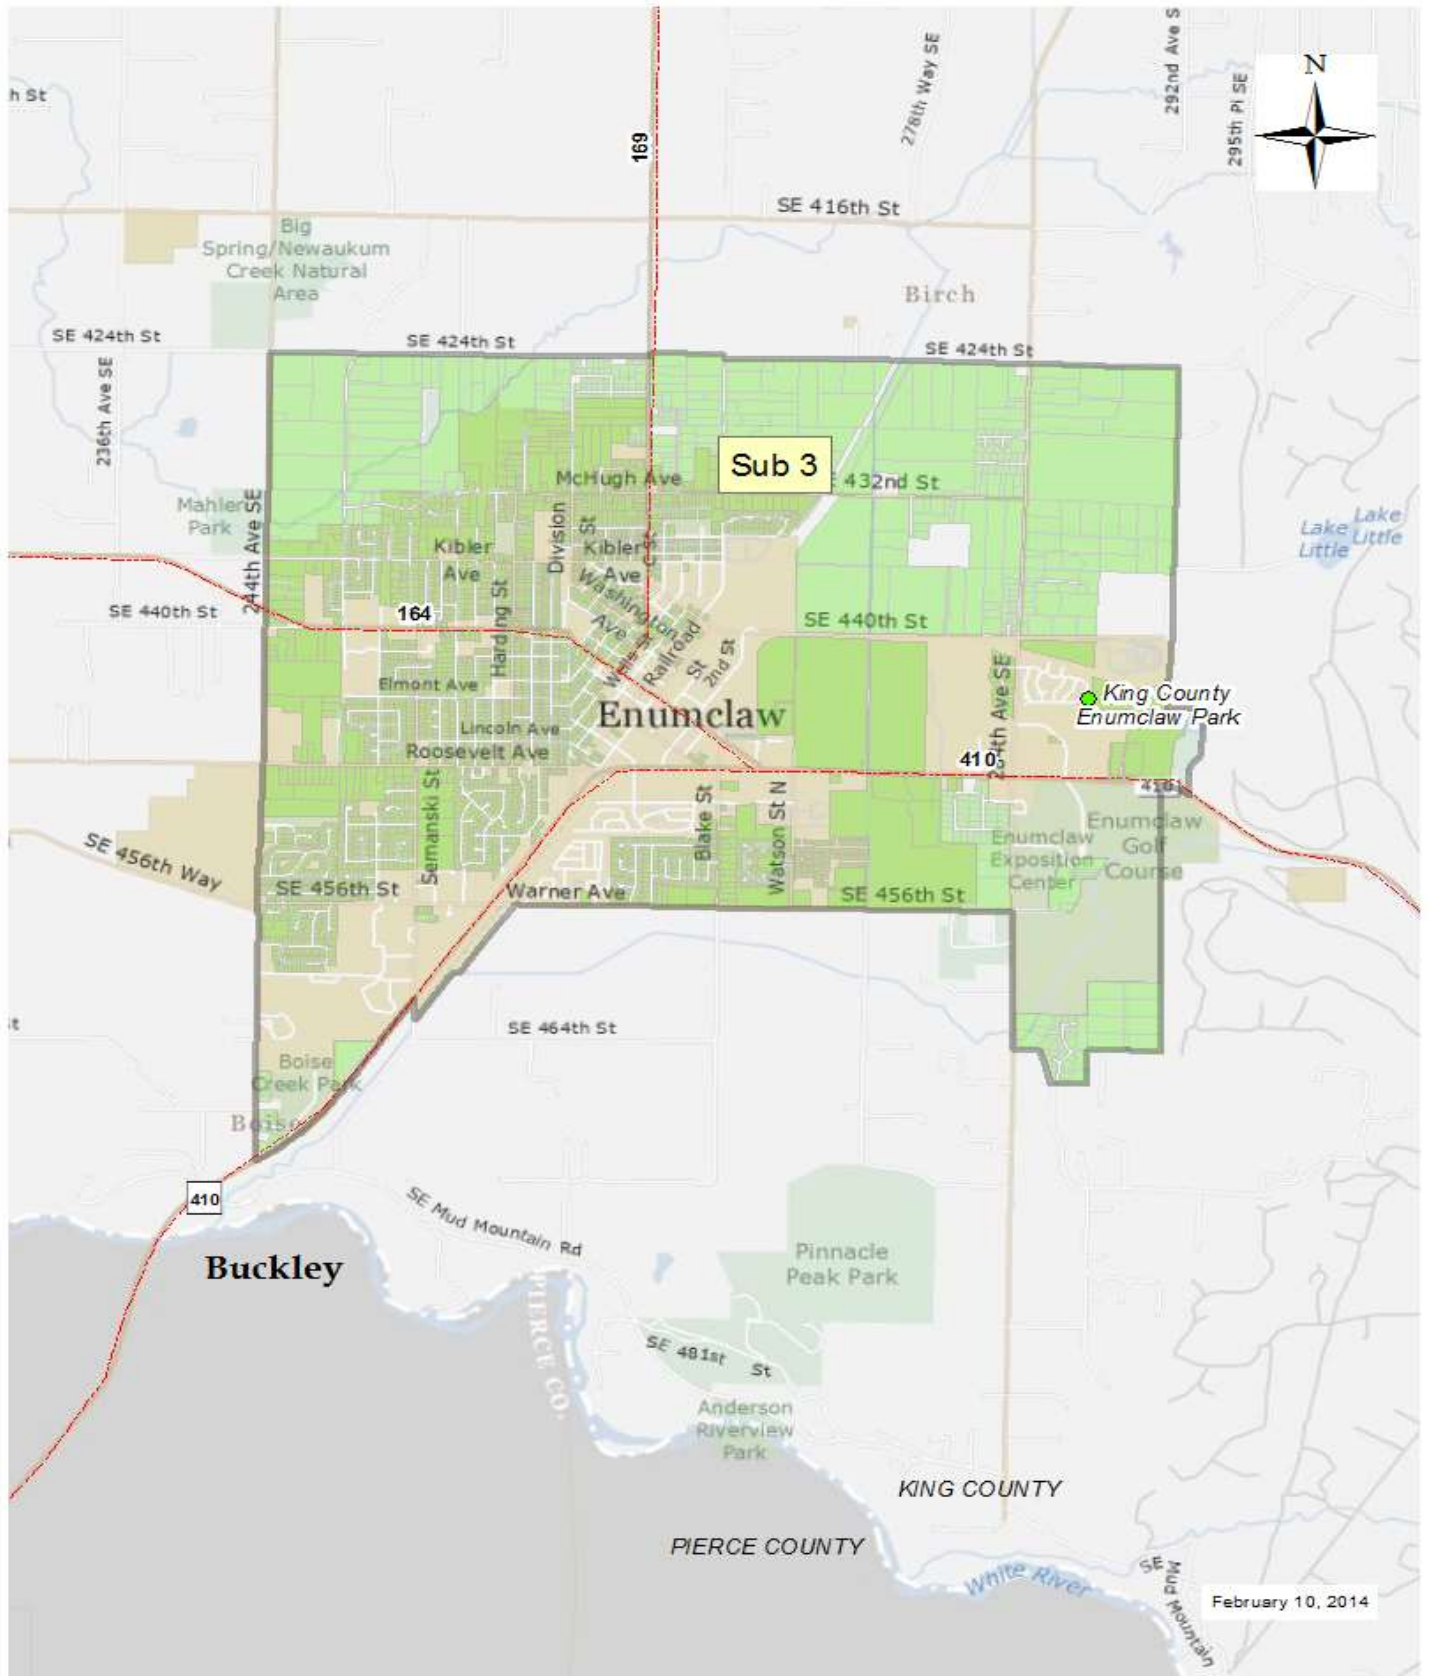 N
h St
169
278th Way SE
292nd Ave S
295th Pl SE
SE 416th St
Big
Spring/Newaukum
Creek Natural
Area
Birch
SE 424th St
SE 424th St
SE 424th St
236th Ave SE
Sub 3
McHugh Ave
432nd St
Mahler
Park
244th Ave SE
Division
St
Kibler
Ave
Kibler
Ave
C St
Lake
Little
Lake
Little
Washington
Ave
SE 440th St
164
SE 440th St
Harding St
Railroad
St
2nd St
Elmont Ave
Enumclaw
King County
Enumclaw Park
Lincoln Ave
Roosevelt Ave
th Ave SE
410
410
Semanski St
Blake St
Watson St N
SE 456th Way
Enumclaw
Exposition
Center
Enumclaw
Golf
Course
SE 456th St
Warner Ave
SE 456th St
SE 464th St
Boise
Creek Park
Boise
410
SE Mud Mountain Rd
Buckley
Pinnacle
Peak Park
PIERCE CO.
SE 481st St
Anderson
Riverview
Park
KING COUNTY
PIERCE COUNTY
White River
SE
Mud Mountain
February 10, 2014